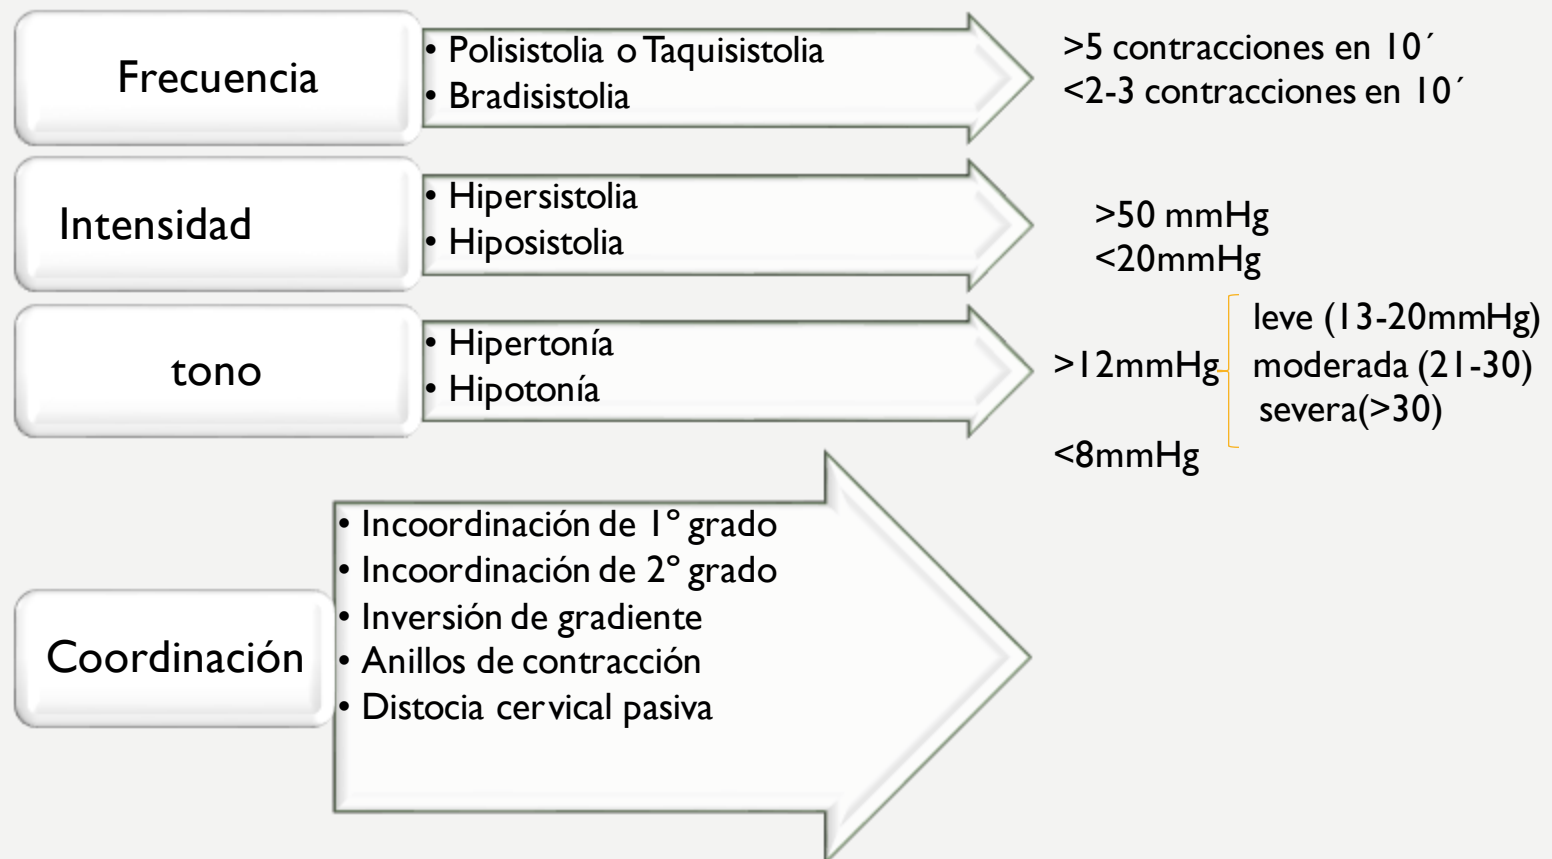 Frecuencia
• Polisistolia o Taquisistolia
• Bradisistolia
>5 contracciones en 10´
<2-3 contracciones en 10´
Intensidad
• Hipersistolia
• Hiposistolia
>50 mmHg
<20mmHg
tono
• Hipertonía
• Hipotonía
>12mmHg
leve (13-20mmHg)
moderada (21-30)
severa(>30)
<8mmHg
Coordinación
• Incoordinación de 1º grado
• Incoordinación de 2º grado
• Inversión de gradiente
• Anillos de contracción
• Distocia cervical pasiva